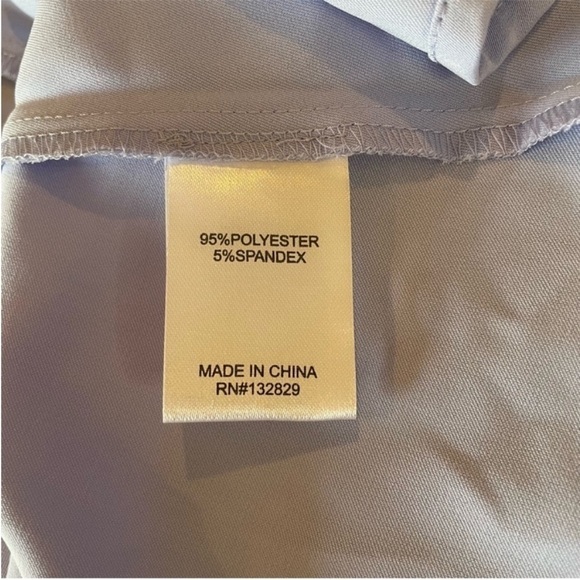 95%POLYESTER
5%SPANDEX
MADE IN CHINA
RN#132829